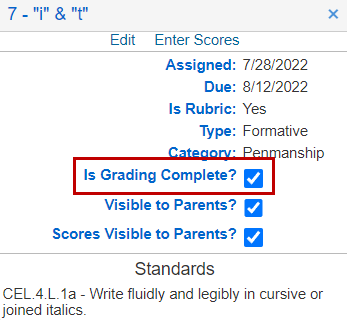 7 - "i" & "t" ×
Edit Enter Scores
Assigned: 7/28/2022
Due: 8/12/2022
Is Rubric: Yes
Type: Formative
Category: Penmanship
Is Grading Complete?
Visible to Parents?
Scores Visible to Parents?
Standards
CEL.4.L.1a - Write fluidly and legibly in cursive or
joined italics.